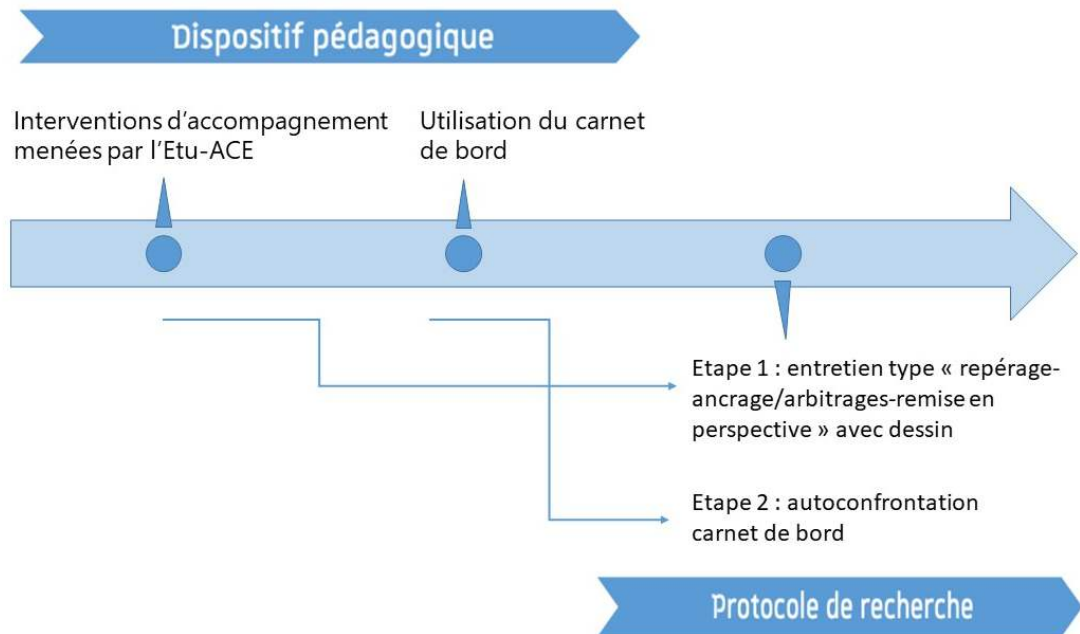 Dispositif pédagogique
Interventions d'accompagnement
menées par l'Etu-ACE
Utilisation du carnet
de bord
Etape 1 : entretien type « repérage-
ancrage/arbitrages-remise en
perspective » avec dessin
Etape 2 : autoconfrontation
carnet de bord
Protocole de recherche